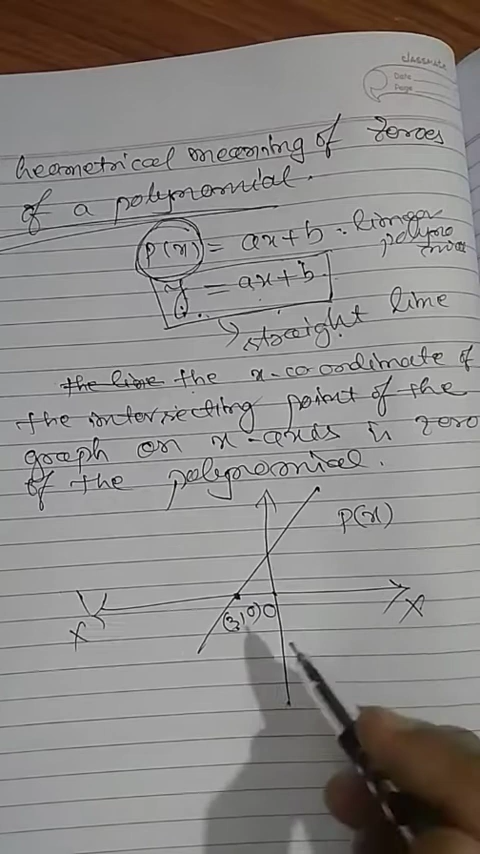 classmate
Date
Page
Geometrical meaning of zeroes
of a polynomial.
P(x) = ax+b - linear polynomial
y = ax+b
straight line
the line the x-coordinate of
the intersecting point of the
graph on x-axis is zero
of the polynomial.
P(x)
X
X
(3,0) O